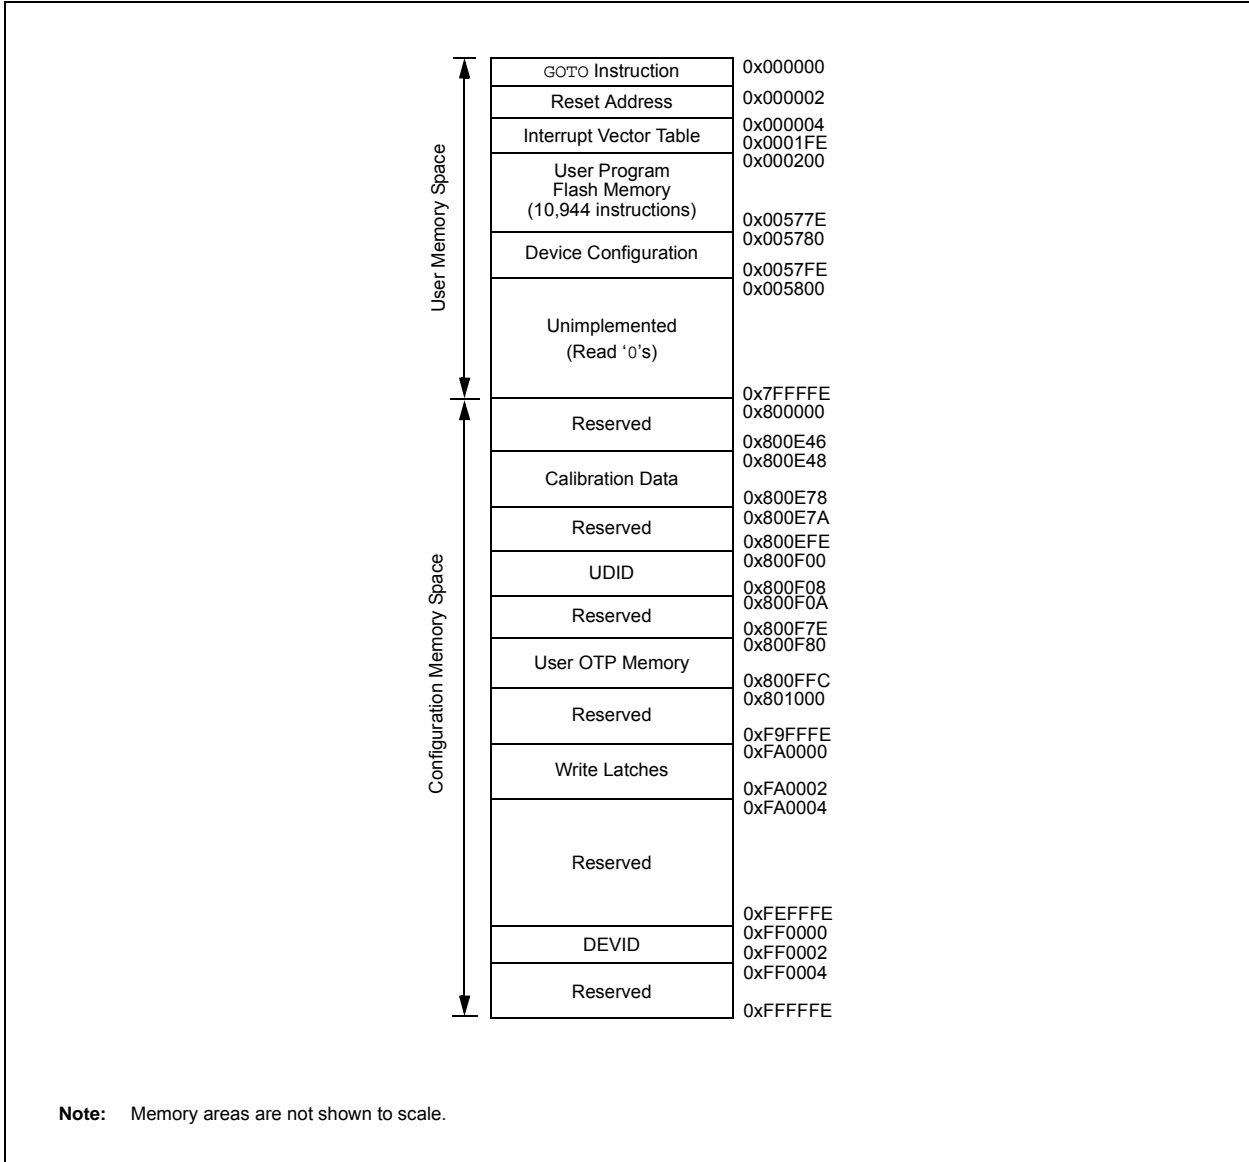 GOTO Instruction 0x000000
Reset Address 0x000002
Interrupt Vector Table 0x000004
0x0001FE
User Program 0x000200
Flash Memory
(10,944 instructions)
0x00577E
Device Configuration 0x005780
0x0057FE
0x005800
Unimplemented
(Read ‘0’s)
0x7FFFFE
User Memory Space
0x800000
Reserved
0x800E46
0x800E48
Calibration Data
0x800E78
0x800E7A
Reserved
0x800EFE
0x800F00
UDID
0x800F08
0x800F0A
Reserved
0x800F7E
0x800F80
User OTP Memory
0x800FFC
0x801000
Reserved
0xF9FFFE
0xFA0000
Write Latches
0xFA0002
0xFA0004
Reserved
0xFEFFFE
0xFF0000
DEVID
0xFF0002
0xFF0004
Reserved
0xFFFFFE
Configuration Memory Space
Note: Memory areas are not shown to scale.